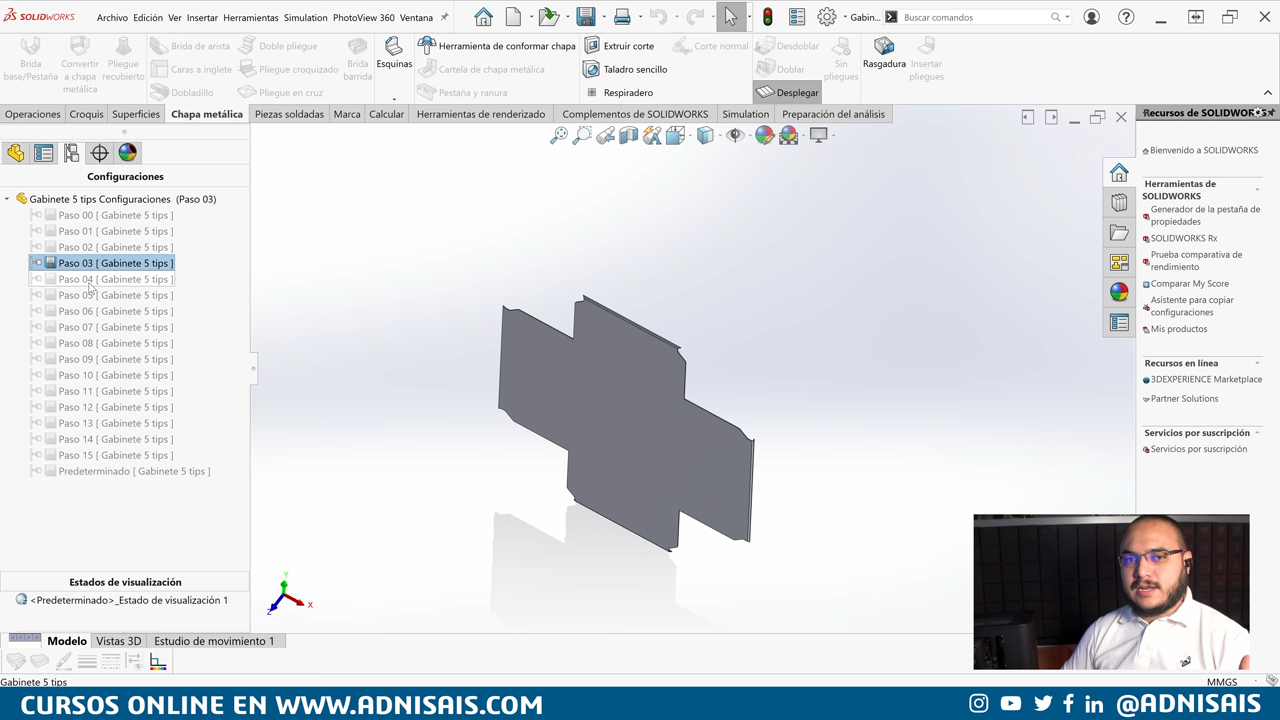 SOLIDWORKS
Archivo Edición Ver Insertar Herramientas Simulation PhotoView 360 Ventana
Gabin...
Buscar comandos
Brida base/Pestaña
Convertir a chapa metálica
Pliegue recubierto
Brida de arista
Caras a inglete
Dobladillo
Doble pliegue
Pliegue croquizado
Pliegue en cruz
Brida barrida
Esquinas
Herramienta de conformar chapa
Cartela de chapa metálica
Pestaña y ranura
Extruir corte
Taladro sencillo
Respiradero
Corte normal
Desdoblar
Doblar
Desplegar
Sin pliegues
Rasgadura
Insertar pliegues
Operaciones Croquis Superficies Chapa metálica Piezas soldadas Marca Calcular Herramientas de renderizado Complementos de SOLIDWORKS Simulation Preparación del análisis
Configuraciones
Gabinete 5 tips Configuraciones (Paso 03)
Paso 00 [ Gabinete 5 tips ]
Paso 01 [ Gabinete 5 tips ]
Paso 02 [ Gabinete 5 tips ]
Paso 03 [ Gabinete 5 tips ]
Paso 04 [ Gabinete 5 tips ]
Paso 05 [ Gabinete 5 tips ]
Paso 06 [ Gabinete 5 tips ]
Paso 07 [ Gabinete 5 tips ]
Paso 08 [ Gabinete 5 tips ]
Paso 09 [ Gabinete 5 tips ]
Paso 10 [ Gabinete 5 tips ]
Paso 11 [ Gabinete 5 tips ]
Paso 12 [ Gabinete 5 tips ]
Paso 13 [ Gabinete 5 tips ]
Paso 14 [ Gabinete 5 tips ]
Paso 15 [ Gabinete 5 tips ]
Predeterminado [ Gabinete 5 tips ]
Estados de visualización
<Predeterminado>_Estado de visualización 1
Y
X
Z
Recursos de SOLIDWORKS
Bienvenido a SOLIDWORKS
Herramientas de
SOLIDWORKS
Generador de la pestaña de
propiedades
SOLIDWORKS Rx
Prueba comparativa de
rendimiento
Comparar My Score
Asistente para copiar
configuraciones
Mis productos
Recursos en línea
3DEXPERIENCE Marketplace
Partner Solutions
Servicios por suscripción
Servicios por suscripción
Modelo Vistas 3D Estudio de movimiento 1
Gabinete 5 tips
MMGS
CURSOS ONLINE EN WWW.ADNISAIS.COM
@ADNISAIS